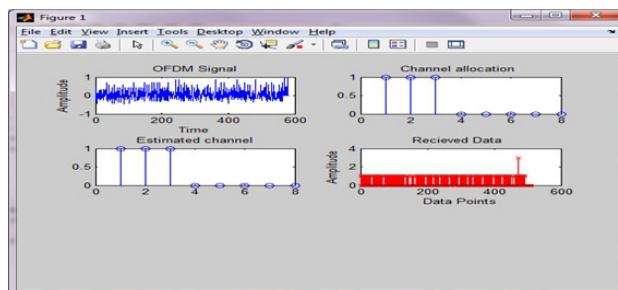 Figure 1
File Edit View Insert Tools Desktop Window Help
OFDM Signal
Amplitude
1
0
-1
0 200 400 600
Time
Channel allocation
1
0.5
0
0 2 4 6 8
Estimated channel
1
0.5
0
0 2 4 6 8
Recieved Data
Amplitude
4
2
0
0 200 400 600
Data Points